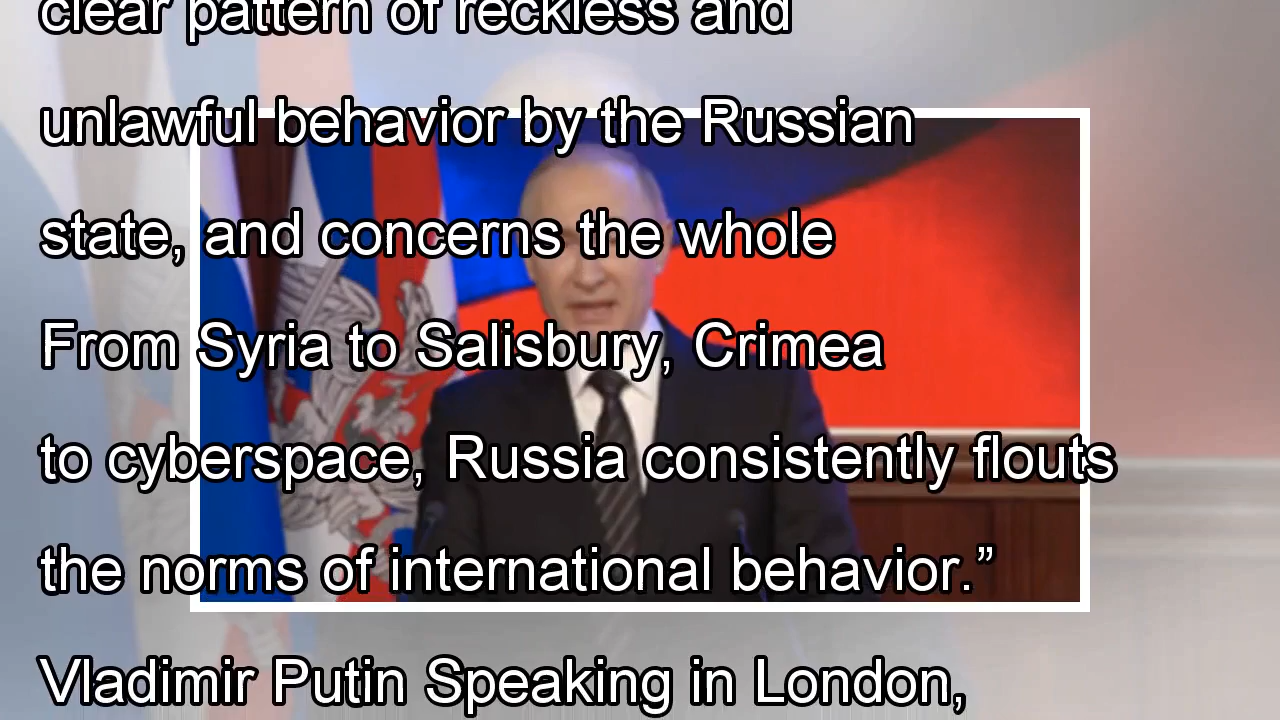 clear pattern of reckless and
unlawful behavior by the Russian
state, and concerns the whole
From Syria to Salisbury, Crimea
to cyberspace, Russia consistently flouts
the norms of international behavior.”
Vladimir Putin Speaking in London,